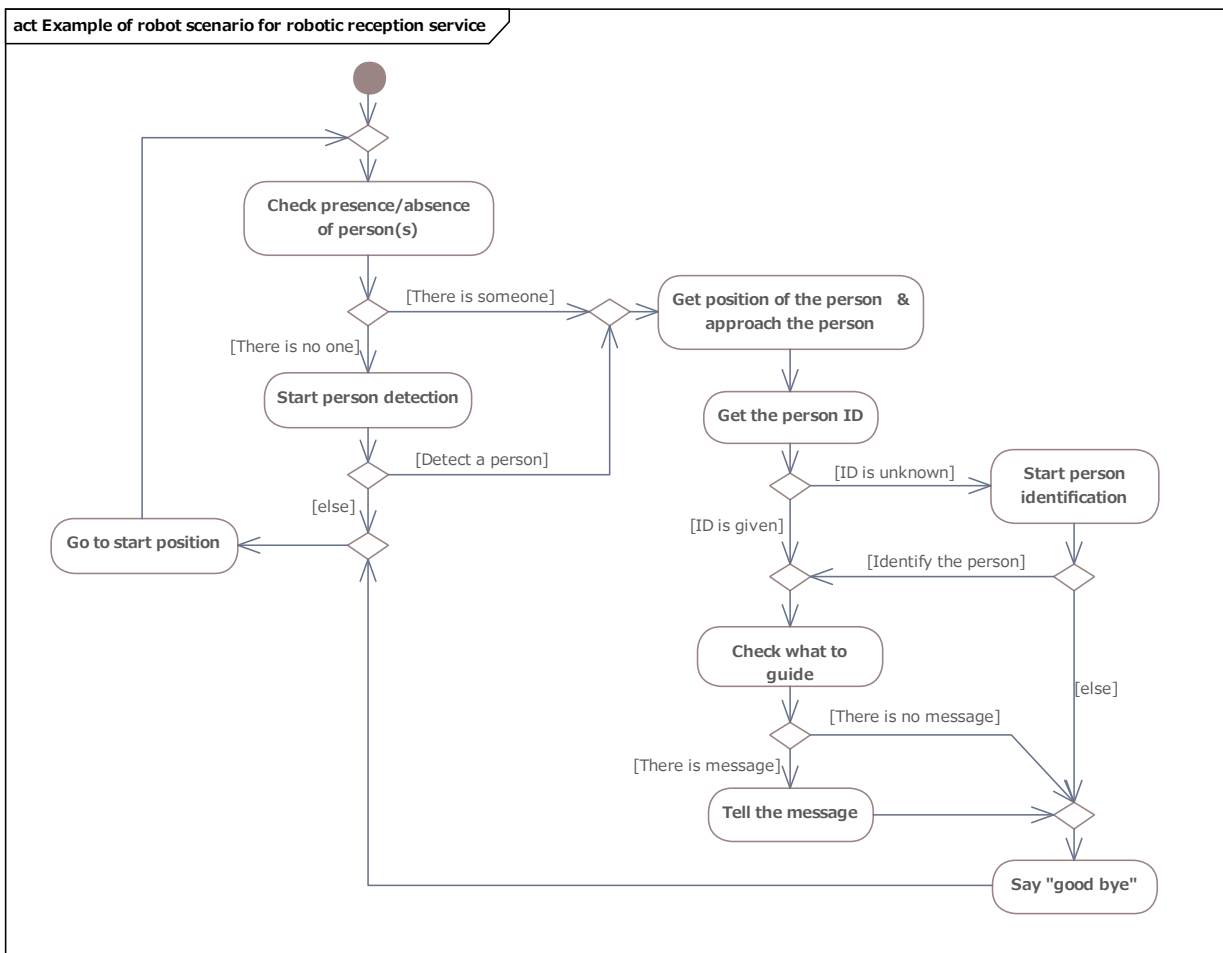 act Example of robot scenario for robotic reception service
Check presence/absence
of person(s)
[There is someone]
Get position of the person &
approach the person
[There is no one]
Start person detection
Get the person ID
[Detect a person]
[ID is unknown]
Start person
identification
[else]
[ID is given]
Go to start position
[Identify the person]
Check what to
guide
[else]
[There is no message]
[There is message]
Tell the message
Say "good bye"